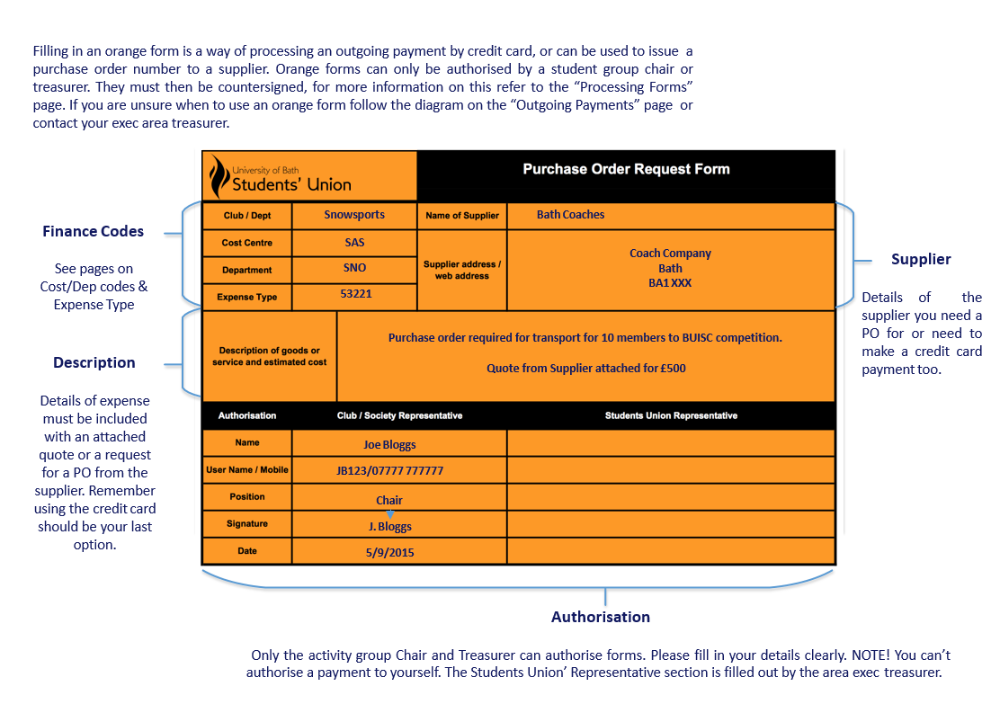 Filling in an orange form is a way of processing an outgoing payment by credit card, or can be used to issue a
purchase order number to a supplier. Orange forms can only be authorised by a student group chair or
treasurer. They must then be countersigned, for more information on this refer to the “Processing Forms”
page. If you are unsure when to use an orange form follow the diagram on the “Outgoing Payments” page or
contact your exec area treasurer.
University of Bath
Students’ Union
Purchase Order Request Form
Finance Codes
See pages on
Cost/Dep codes &
Expense Type
Club / Dept
Snowsports
Name of Supplier
Bath Coaches
Cost Centre
SAS
Department
SNO
Expense Type
53221
Supplier address /
web address
Coach Company
Bath
BA1 XXX
Supplier
Details of the
supplier you need a
PO for or need to
make a credit card
payment too.
Description
Details of expense
must be included
with an attached
quote or a request
for a PO from the
supplier. Remember
using the credit card
should be your last
option.
Description of goods or
service and estimated cost
Purchase order required for transport for 10 members to BUISC competition.
Quote from Supplier attached for £500
Authorisation
Club / Society Representative
Students Union Representative
Name
Joe Bloggs
User Name / Mobile
JB123/07777 777777
Position
Chair
Signature
J. Bloggs
Date
5/9/2015
Authorisation
Only the activity group Chair and Treasurer can authorise forms. Please fill in your details clearly. NOTE! You can’t
authorise a payment to yourself. The Students Union’ Representative section is filled out by the area exec treasurer.